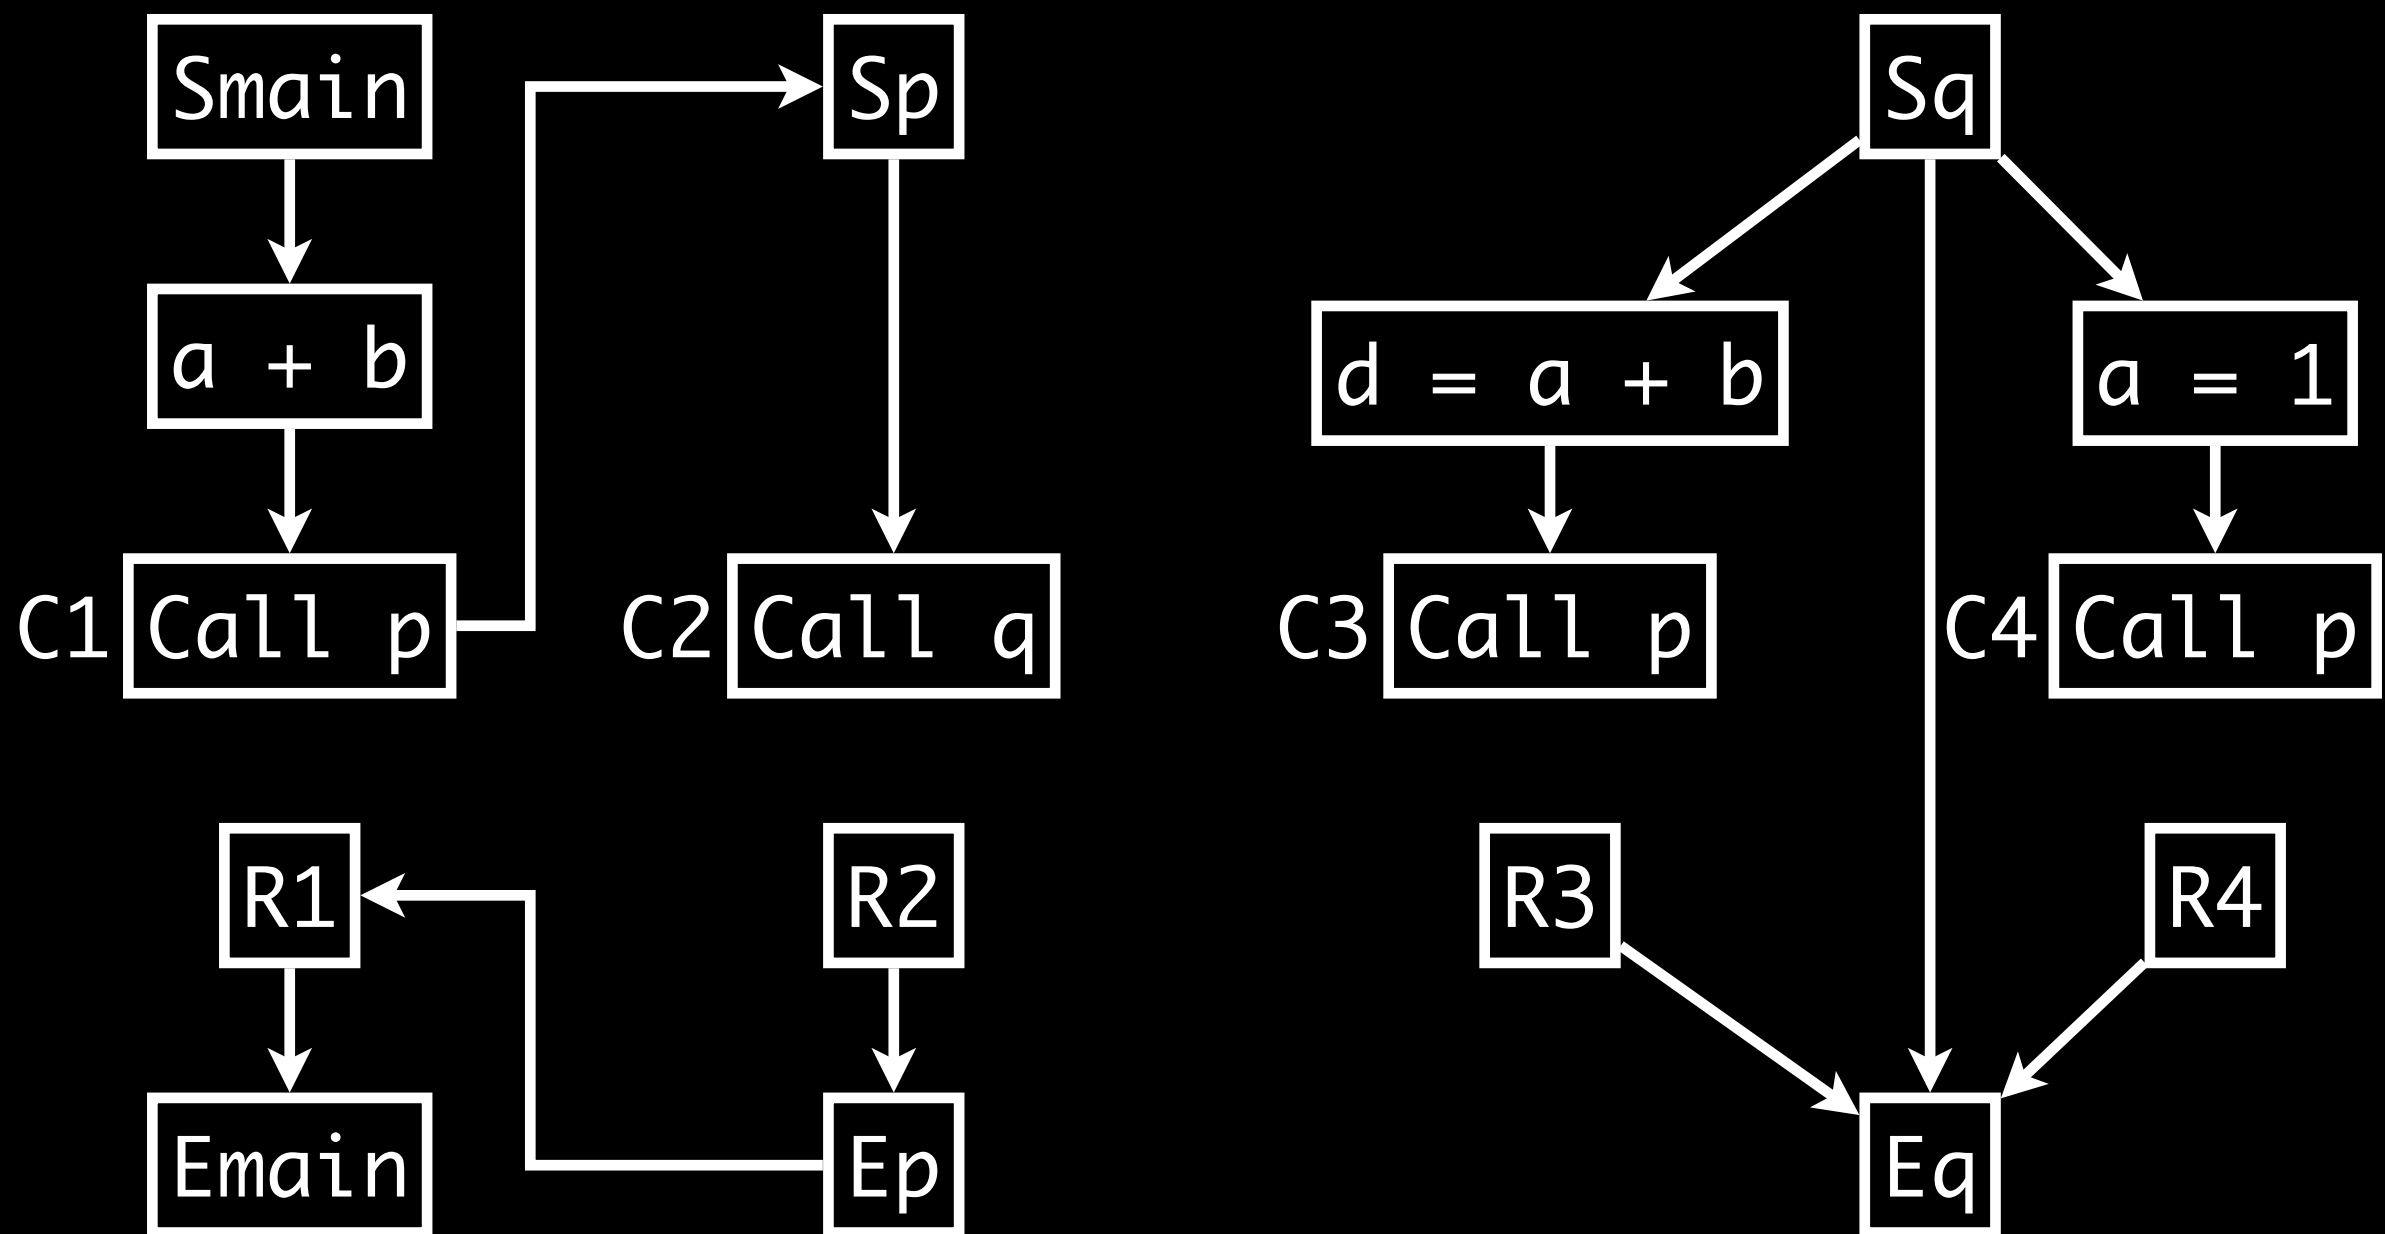 Smain
Sp
Sq
a + b
d = a + b
a = 1
C1
Call p
C2
Call q
C3
Call p
C4
Call p
R1
R2
R3
R4
Emain
Ep
Eq